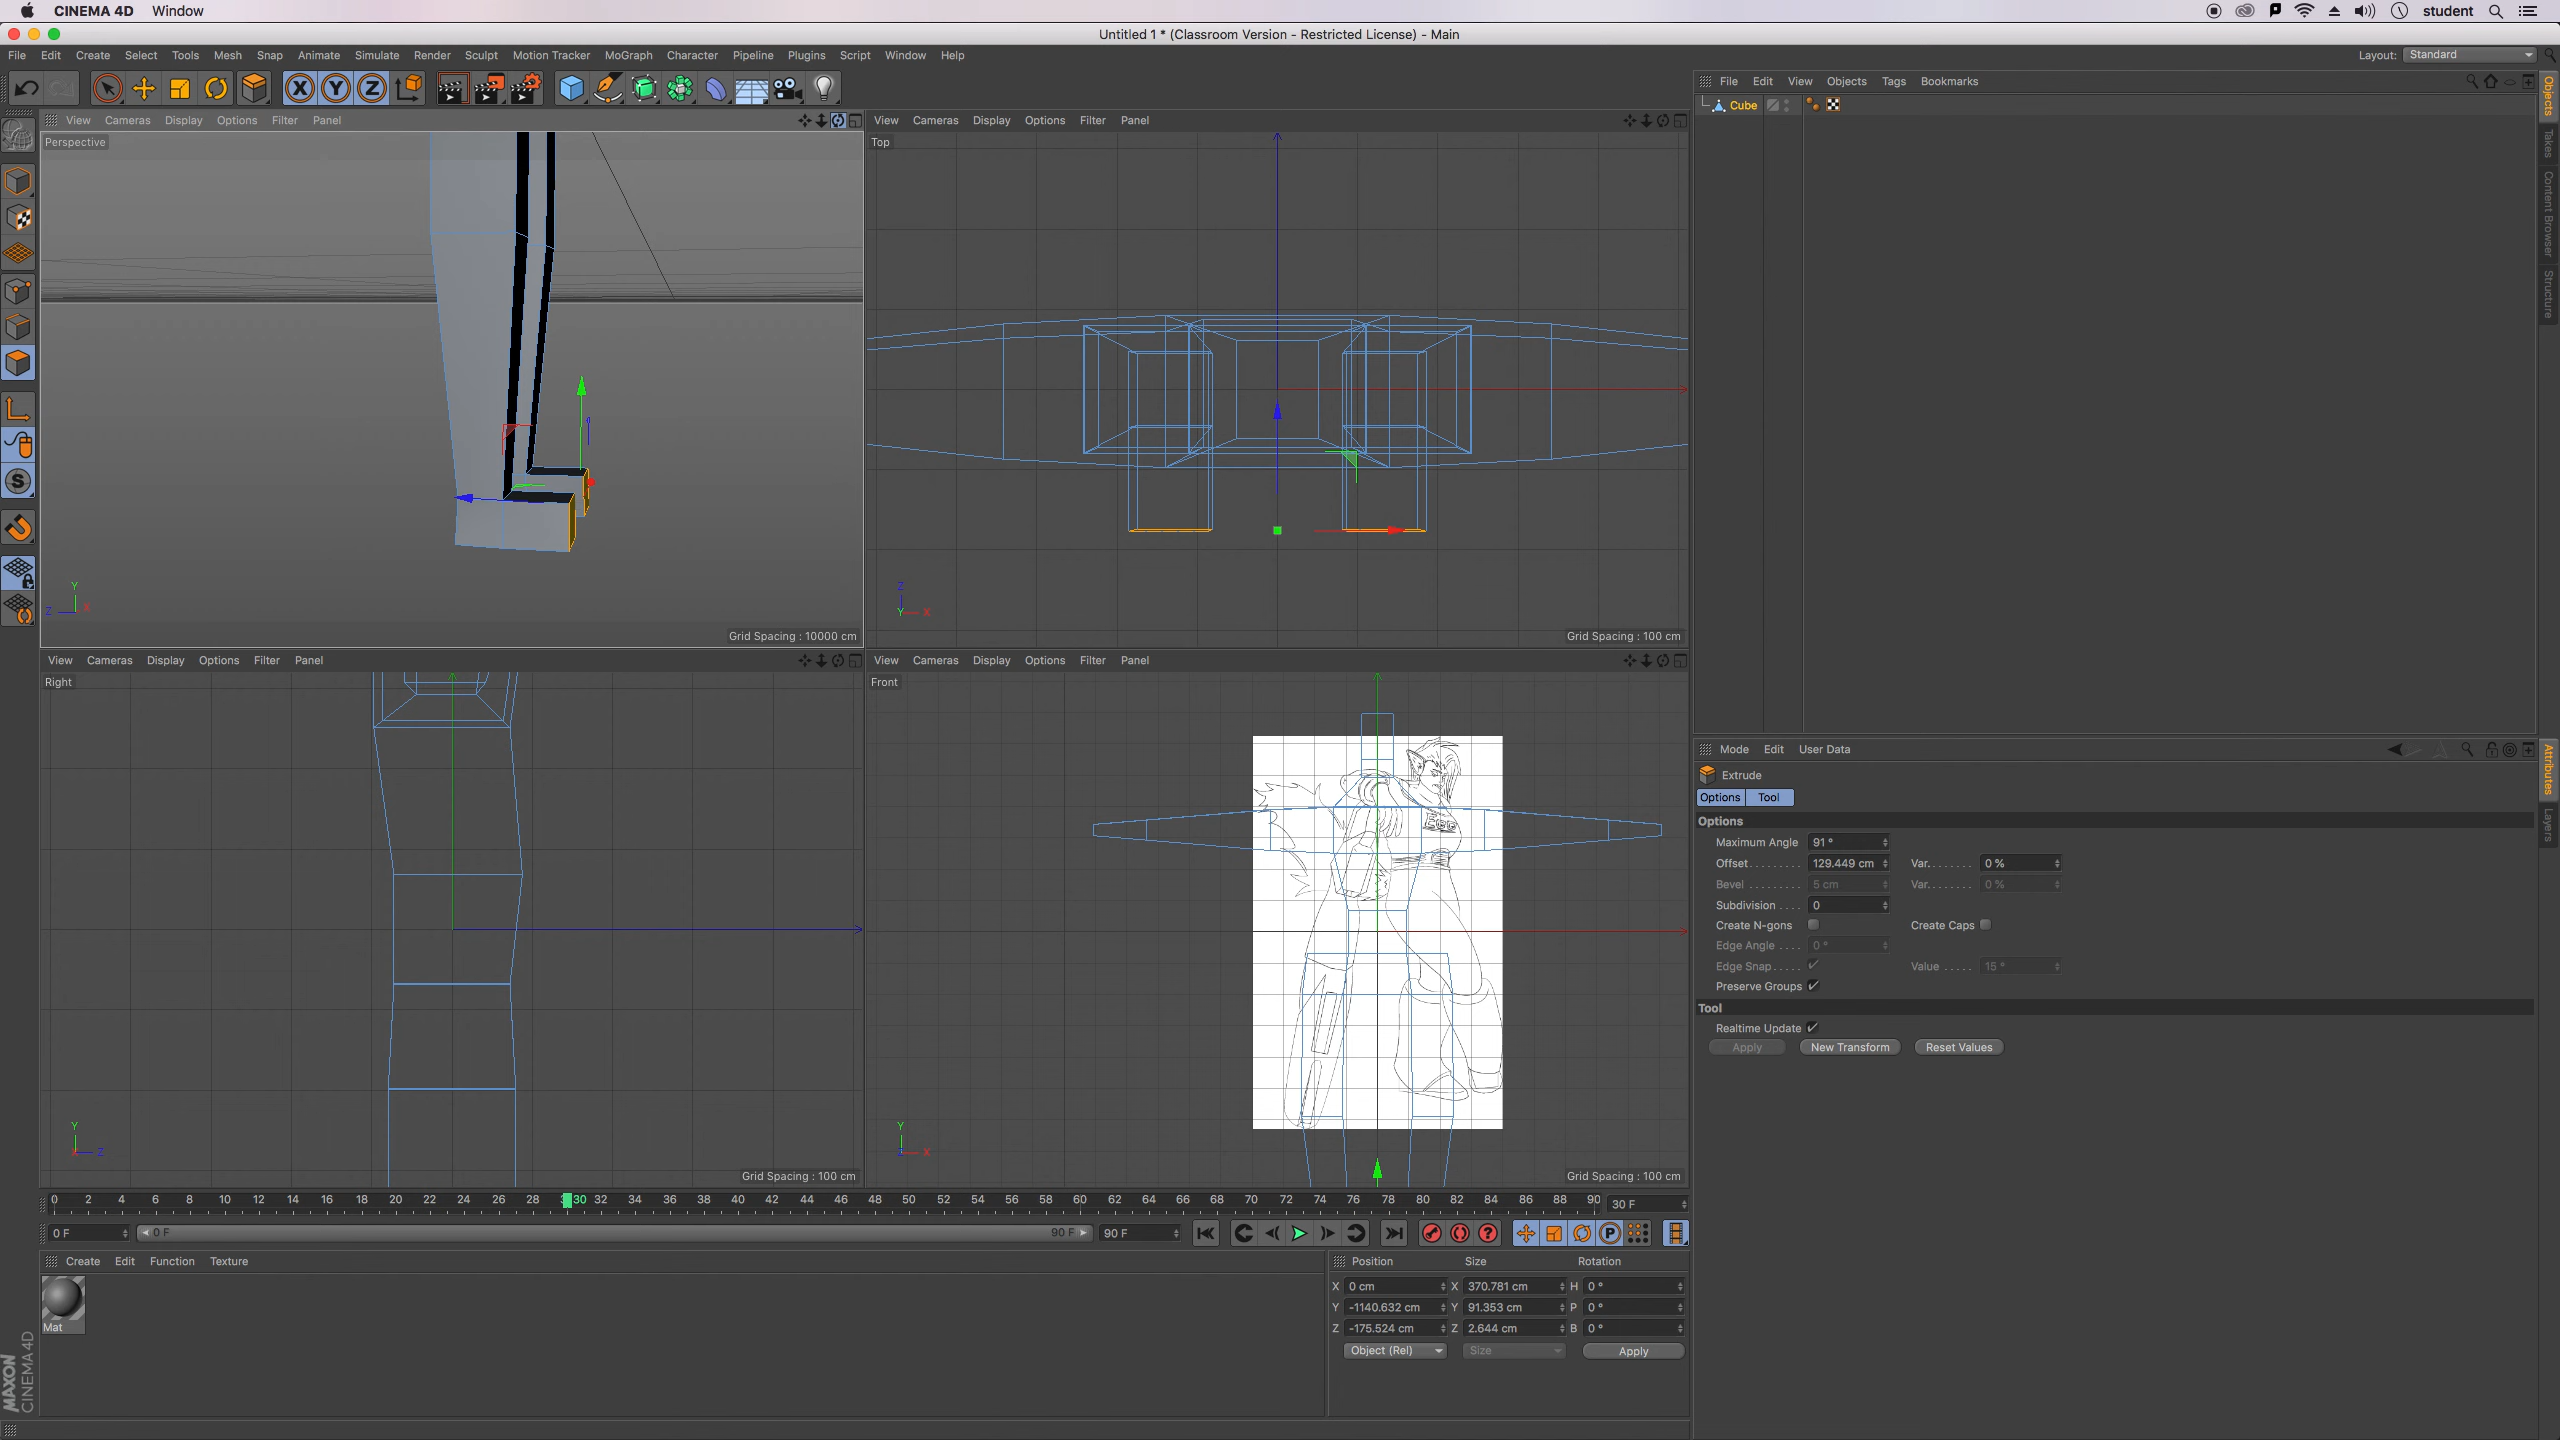 CINEMA 4D Window student
Untitled 1 * (Classroom Version - Restricted License) - Main
File Edit Create Select Tools Mesh Snap Animate Simulate Render Sculpt Motion Tracker MoGraph Character Pipeline Plugins Script Window Help Layout: Standard
X Y Z
File Edit View Objects Tags Bookmarks
Cube
Objects
Takes
Content Browser
Structure
View Cameras Display Options Filter Panel
Perspective
Y
Z X
Grid Spacing : 10000 cm
View Cameras Display Options Filter Panel
Top
Z
Y X
Grid Spacing : 100 cm
View Cameras Display Options Filter Panel
Right
Y
X Z
Grid Spacing : 100 cm
View Cameras Display Options Filter Panel
Front
Y
Z X
Grid Spacing : 100 cm
Mode Edit User Data
Attributes
Layers
Extrude
Options Tool
Options
Maximum Angle 91 °
Offset 129.449 cm Var. 0 %
Bevel 5 cm Var. 0 %
Subdivision 0
Create N-gons Create Caps
Edge Angle 0 °
Edge Snap Value 15 °
Preserve Groups
Tool
Realtime Update
Apply New Transform Reset Values
0 2 4 6 8 10 12 14 16 18 20 22 24 26 28 30 32 34 36 38 40 42 44 46 48 50 52 54 56 58 60 62 64 66 68 70 72 74 76 78 80 82 84 86 88 90 30 F
0 F 0 F 90 F 90 F P
Create Edit Function Texture
Mat
Position Size Rotation
X 0 cm X 370.781 cm H 0 °
Y -1140.632 cm Y 91.353 cm P 0 °
Z -175.524 cm Z 2.644 cm B 0 °
Object (Rel) Size Apply
MAXON
CINEMA 4D